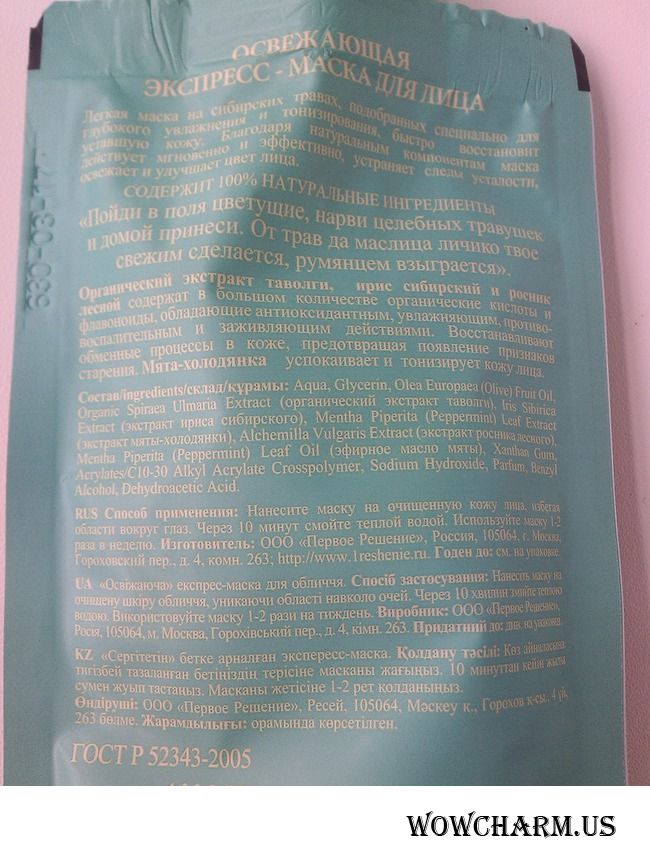 ОСВЕЖАЮЩАЯ
ЭКСПРЕСС - МАСКА ДЛЯ ЛИЦА
Легкая маска на сибирских травах, подобранных специально для
глубокого увлажнения и тонизирования, быстро восстановит
уставшую кожу. Благодаря натуральным компонентам маска
действует мгновенно и эффективно, устраняет следы усталости,
освежает и улучшает цвет лица.
СОДЕРЖИТ 100% НАТУРАЛЬНЫЕ ИНГРЕДИЕНТЫ
«Пойди в поля цветущие, нарви целебных травушек
и домой принеси. От трав да маслица личико твое
свежим сделается, румянцем взыграется».
Органический экстракт таволги, ирис сибирский и росник
лесной содержат в большом количестве органические кислоты и
флавоноиды, обладающие антиоксидантным, увлажняющим, противо-
воспалительным и заживляющим действиями. Восстанавливают
обменные процессы в коже, предотвращая появление признаков
старения. Мята-холодянка успокаивает и тонизирует кожу лица.
Состав/ingredients/склад/құрамы: Aqua, Glycerin, Olea Europaea (Olive) Fruit Oil,
Organic Spiraea Ulmaria Extract (органический экстракт таволги), Iris Sibirica
Extract (экстракт ириса сибирского), Mentha Piperita (Peppermint) Leaf Extract
(экстракт мяты-холодянки), Alchemilla Vulgaris Extract (экстракт росника лесного),
Mentha Piperita (Peppermint) Leaf Oil (эфирное масло мяты), Xanthan Gum,
Acrylates/C10-30 Alkyl Acrylate Crosspolymer, Sodium Hydroxide, Parfum, Benzyl
Alcohol, Dehydroacetic Acid.
RUS Способ применения: Нанесите маску на очищенную кожу лица, избегая
области вокруг глаз. Через 10 минут смойте теплой водой. Используйте маску 1-2
раза в неделю. Изготовитель: ООО «Первое Решение», Россия, 105064, г. Москва,
Гороховский пер., д. 4, комн. 263; http://www.1reshenie.ru. Годен до: см. на упаковке.
UA «Освіжаюча» експрес-маска для обличчя. Спосіб застосування: Нанесіть маску на
очищену шкіру обличчя, уникаючи області навколо очей. Через 10 хвилин змийте теплою
водою. Використовуйте маску 1-2 рази на тиждень. Виробник: ООО «Первое Решение»,
Росія, 105064, м. Москва, Горохівський пер., д. 4, кімн. 263. Придатний до: див. на упаковці.
KZ «Сергітетін» бетке арналған экспересс-маска. Қолдану тәсілі: Көз айналасына
тигізбей тазаланған бетіңіздің терісіне масканы жағыңыз. 10 минуттан кейін жылы
сумен жуып тастаңыз. Масканы жетісіне 1-2 рет қолданыңыз.
Өндіруші: ООО «Первое Решение», Ресей, 105064, Мәскеу к., Горохов қ-сы., 4 үй,
263 бөлме. Жарамдылығы: орамында көрсетілген.
ГОСТ Р 52343-2005
WOWCHARM.US